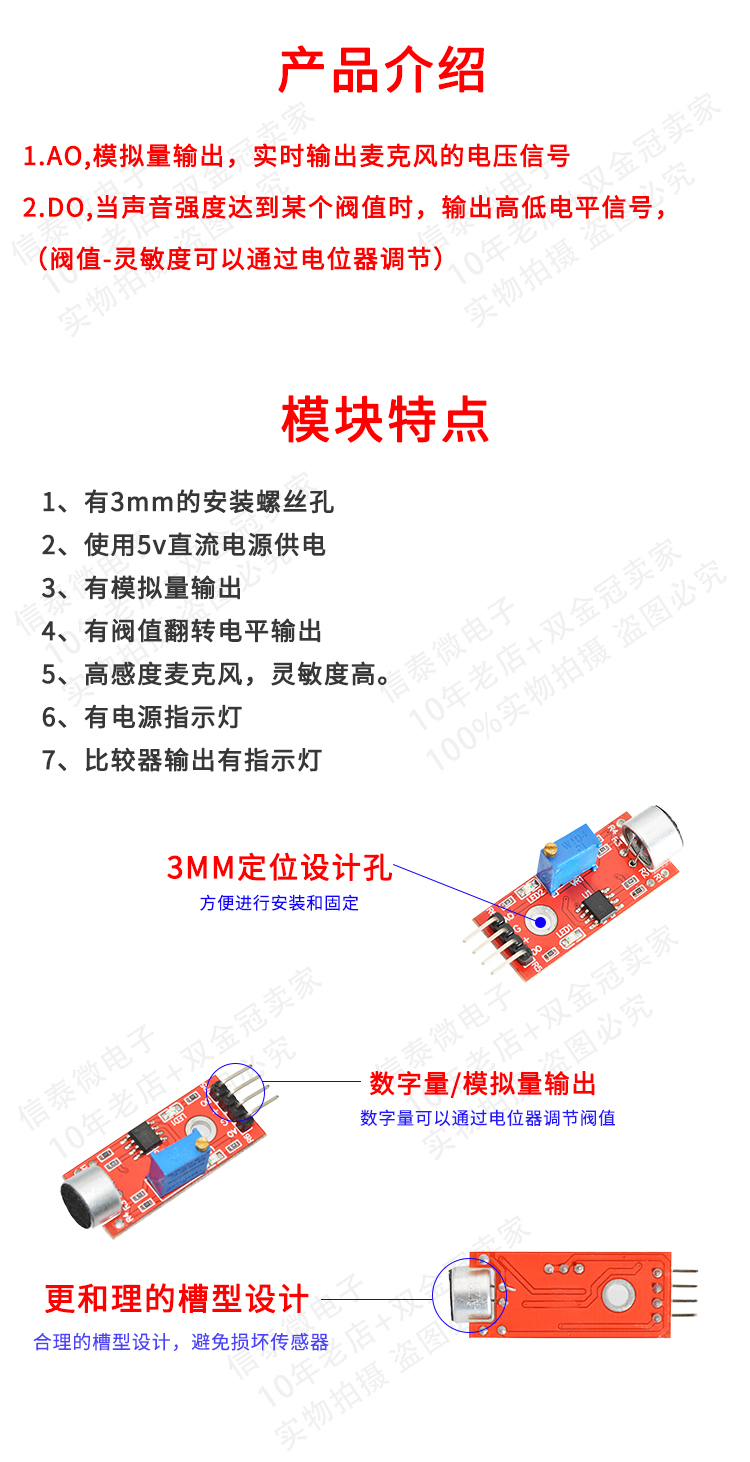 产品介绍
1.AO,模拟量输出，实时输出麦克风的电压信号
2.DO,当声音强度达到某个阀值时，输出高低电平信号，
（阀值-灵敏度可以通过电位器调节）
模块特点
1、有3mm的安装螺丝孔
2、使用5v直流电源供电
3、有模拟量输出
4、有阀值翻转电平输出
5、高感度麦克风，灵敏度高。
6、有电源指示灯
7、比较器输出有指示灯
信泰微电子
10年老店+双金冠卖家
100%实物拍摄 盗图必究
3MM定位设计孔
方便进行安装和固定
AO
G
+
DO
LED2
LED1
U1
R1
数字量/模拟量输出
数字量可以通过电位器调节阀值
更和理的槽型设计
合理的槽型设计，避免损坏传感器